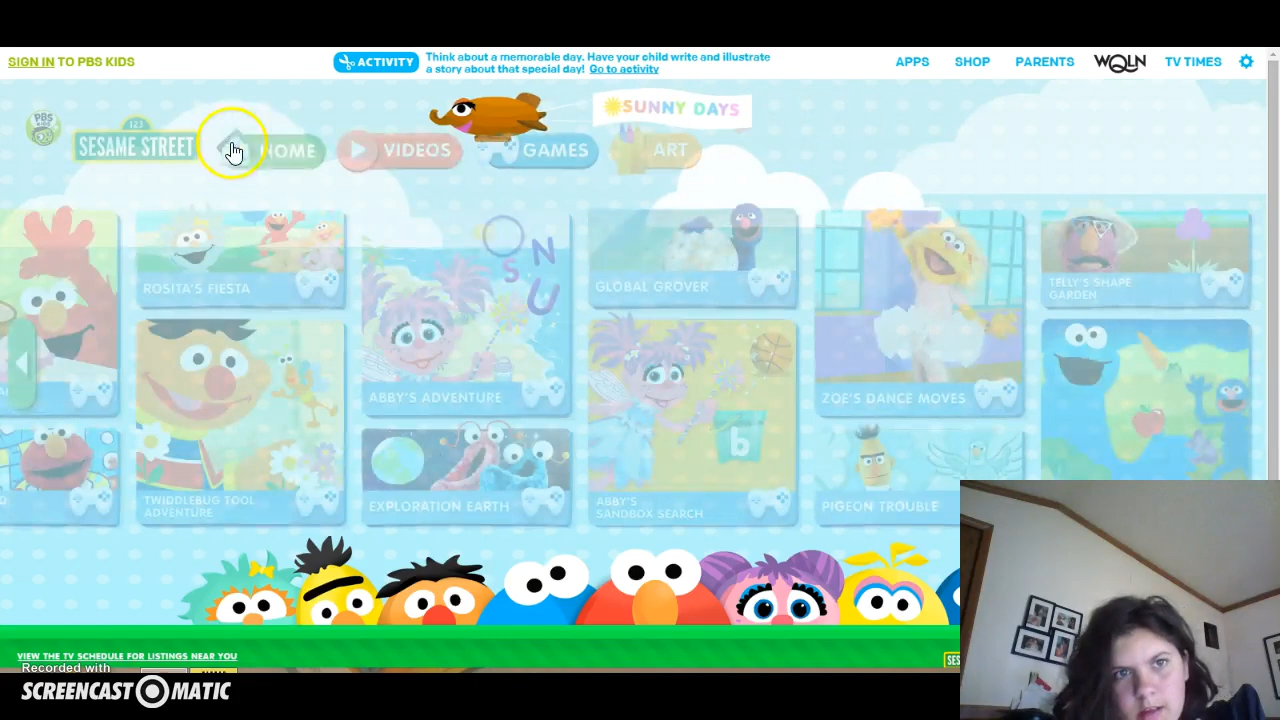 SIGN IN TO PBS KIDS
ACTIVITY
Think about a memorable day. Have your child write and illustrate
a story about that special day! Go to activity
APPS
SHOP
PARENTS
WQLN
TV TIMES
SUNNY DAYS
PBS
KIDS
123
SESAME STREET
HOME
VIDEOS
GAMES
ART
ROSITA'S FIESTA
ABBY'S ADVENTURE
GLOBAL GROVER
ZOE'S DANCE MOVES
TELLY'S SHAPE
GARDEN
O
N
S
U
TWIDDLEBUG TOOL
ADVENTURE
EXPLORATION EARTH
b
ABBY'S
SANDBOX SEARCH
PIGEON TROUBLE
VIEW THE TV SCHEDULE FOR LISTINGS NEAR YOU
SES
Recorded with
SCREENCAST MATIC